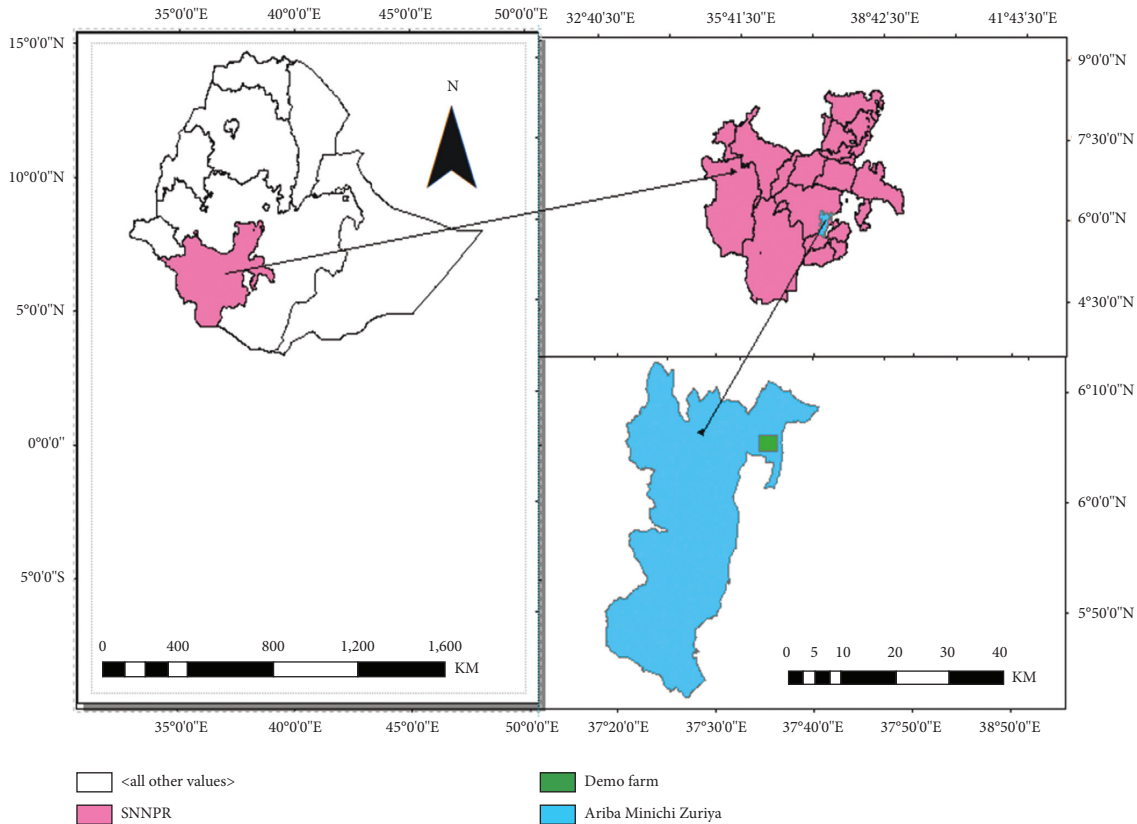 35°0'0"E 40°0'0"E 45°0'0"E 50°0'0"E
32°40'30"E 35°41'30"E 38°42'30"E 41°43'30"E
15°0'0"N
10°0'0"N
5°0'0"N
0°0'0"
5°0'0"S
N
9°0'0"N
7°30'0"N
6°0'0"N
4°30'0"N
6°10'0"N
6°0'0"N
5°50'0"N
0 400 800 1,200 1,600
KM
0 5 10 20 30 40
KM
35°0'0"E 40°0'0"E 45°0'0"E 50°0'0"E
37°20'0"E 37°30'0"E 37°40'0"E 37°50'0"E 38°0'0"E
<all other values>
SNNPR
Demo farm
Ariba Minichi Zuriya